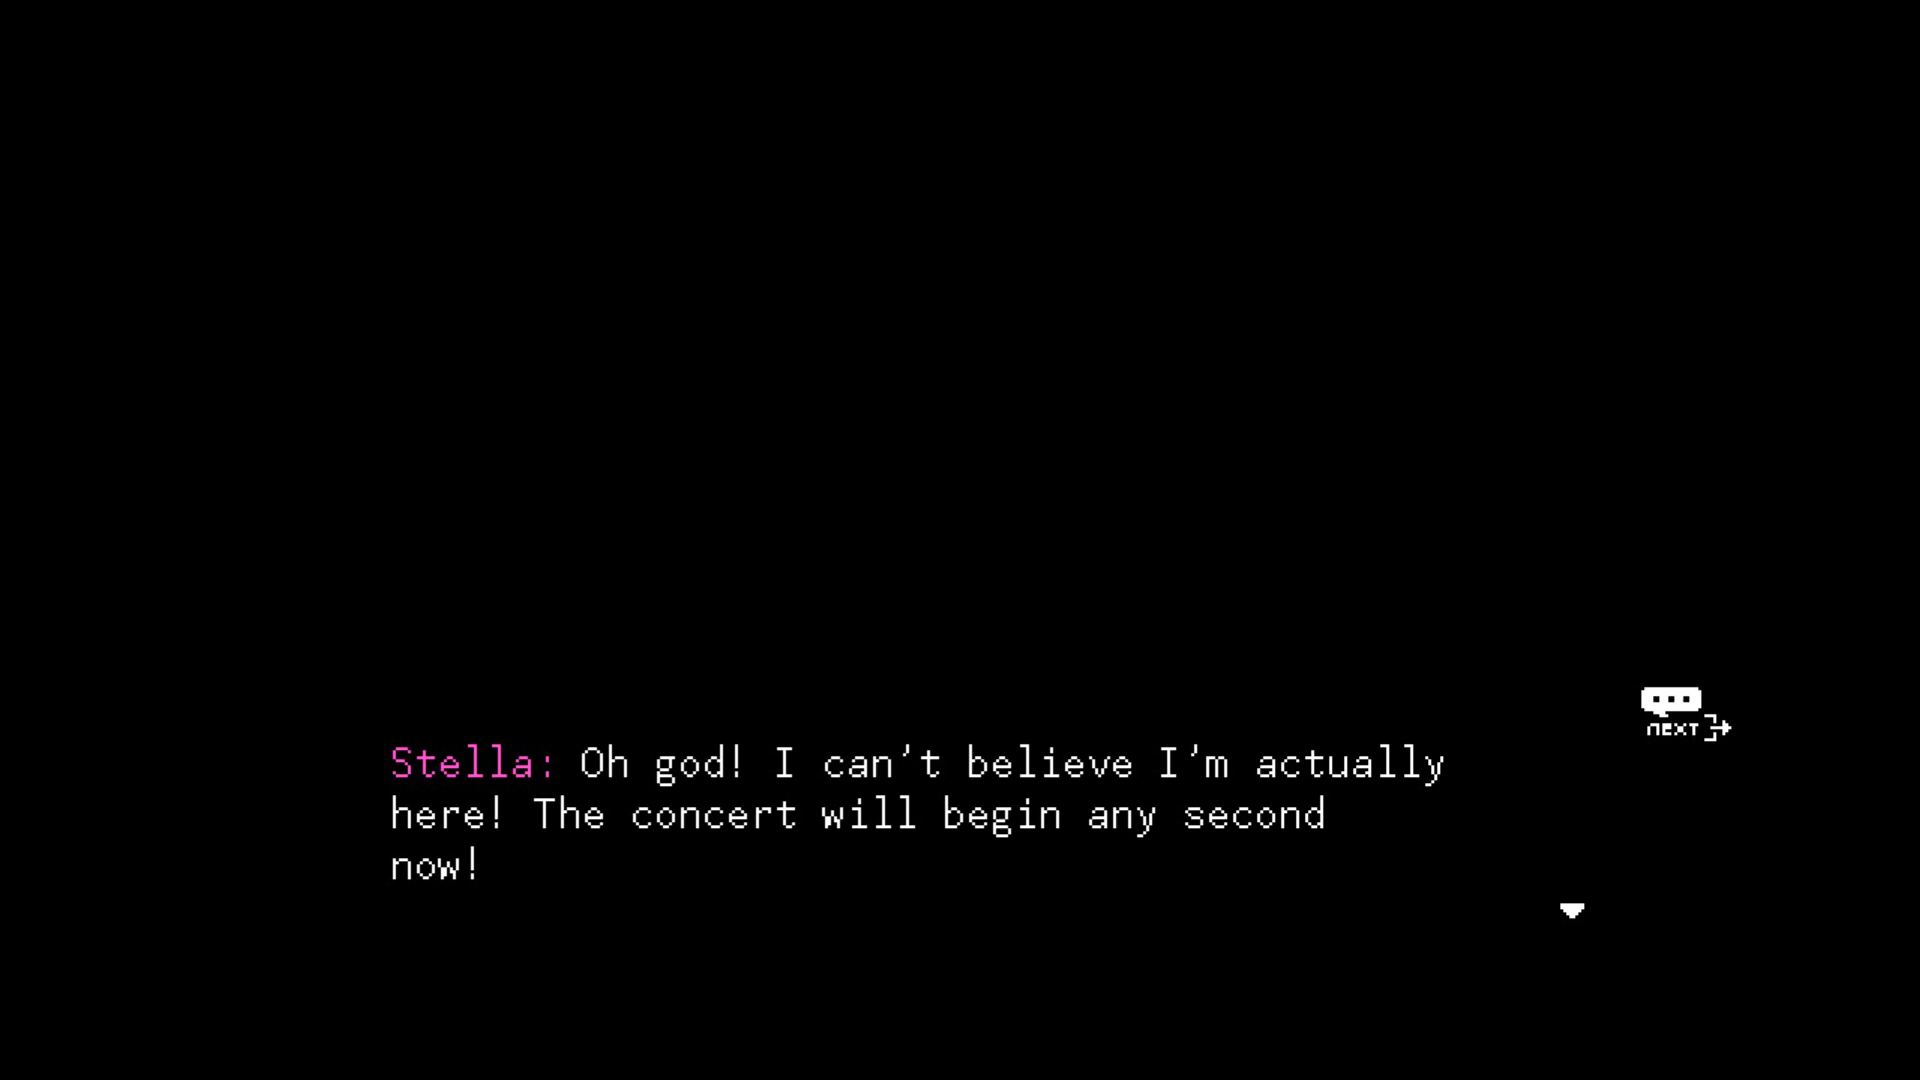 NEXT
Stella: Oh god! I can't believe I'm actually
here! The concert will begin any second
now!